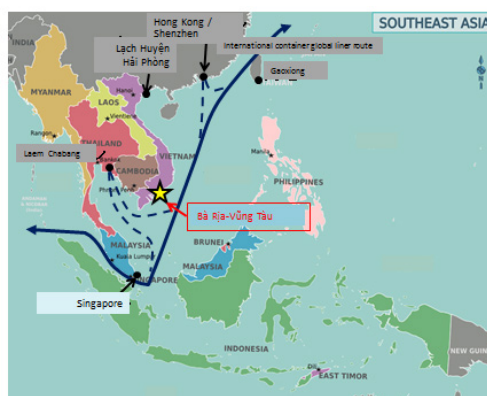 SOUTHEAST ASIA
Hong Kong /
Shenzhen
International container global liner route
INDIA
Lạch Huyện
Hải Phòng
Gaoxiong
MYANMAR
Hanoi
LAOS
Vientiane
Rangon
THAILAND
Laem Chabang
VIETNAM
CAMBODIA
Manila
PHILIPPINES
Bà Rịa-Vũng Tàu
MALAYSIA
BRUNEI
Kuala Lumpur
MALAYSIA
SINGAPORE
Singapore
INDONESIA
NEW GUIN
Dili
EAST TIMOR